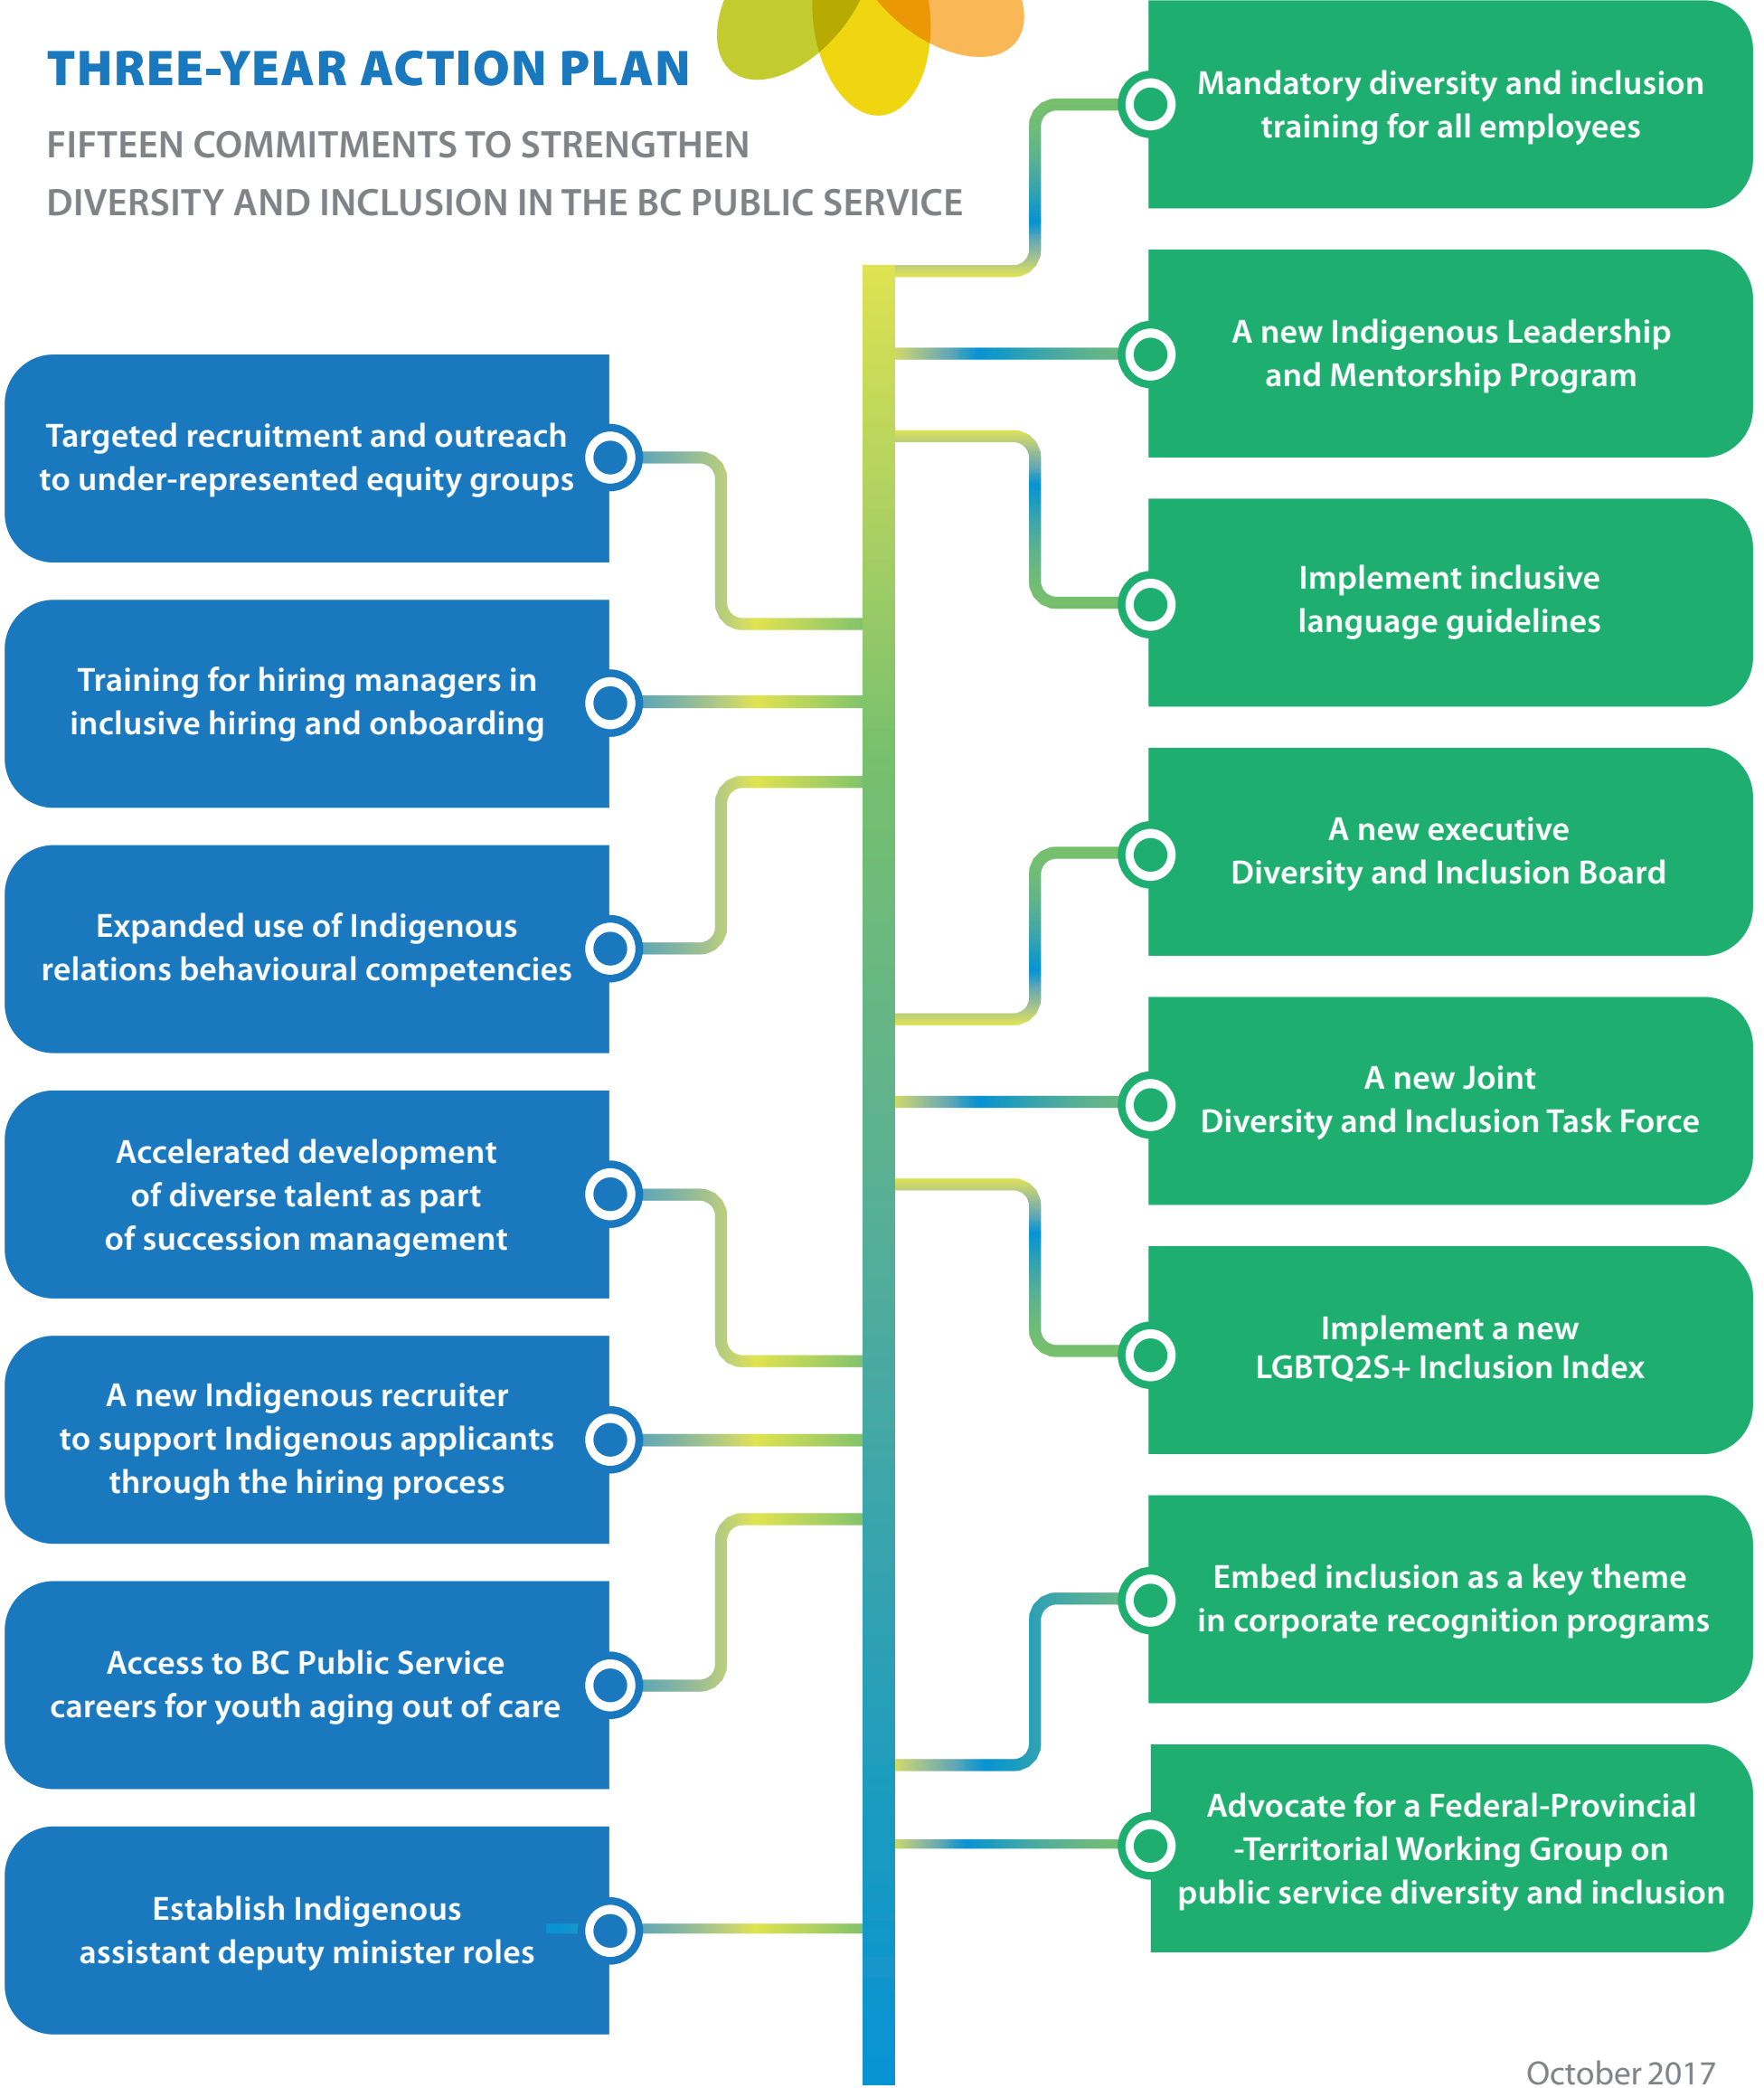 THREE-YEAR ACTION PLAN
FIFTEEN COMMITMENTS TO STRENGTHEN
DIVERSITY AND INCLUSION IN THE BC PUBLIC SERVICE
Targeted recruitment and outreach
to under-represented equity groups
Training for hiring managers in
inclusive hiring and onboarding
Expanded use of Indigenous
relations behavioural competencies
Accelerated development
of diverse talent as part
of succession management
A new Indigenous recruiter
to support Indigenous applicants
through the hiring process
Access to BC Public Service
careers for youth aging out of care
Establish Indigenous
assistant deputy minister roles
Mandatory diversity and inclusion
training for all employees
A new Indigenous Leadership
and Mentorship Program
Implement inclusive
language guidelines
A new executive
Diversity and Inclusion Board
A new Joint
Diversity and Inclusion Task Force
Implement a new
LGBTQ2S+ Inclusion Index
Embed inclusion as a key theme
in corporate recognition programs
Advocate for a Federal-Provincial
-Territorial Working Group on
public service diversity and inclusion
October 2017